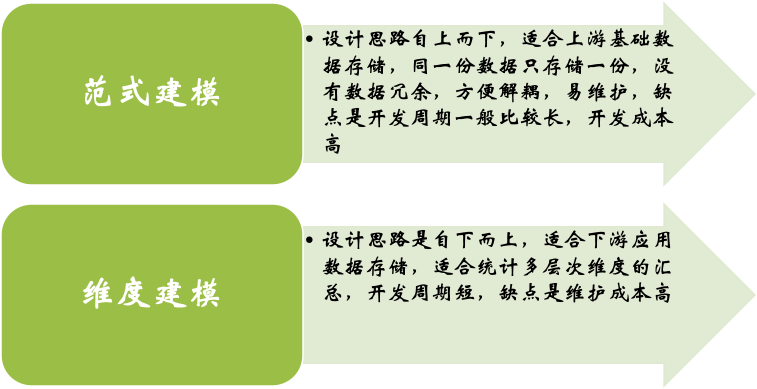 范式建模
• 设计思路自上而下，适合上游基础数
据存储，同一份数据只存储一份，没
有数据冗余，方便解耦，易维护，缺
点是开发周期一般比较长，开发成本
高
维度建模
• 设计思路是自下而上，适合下游应用
数据存储，适合统计多层次维度的汇
总，开发周期短，缺点是维护成本高